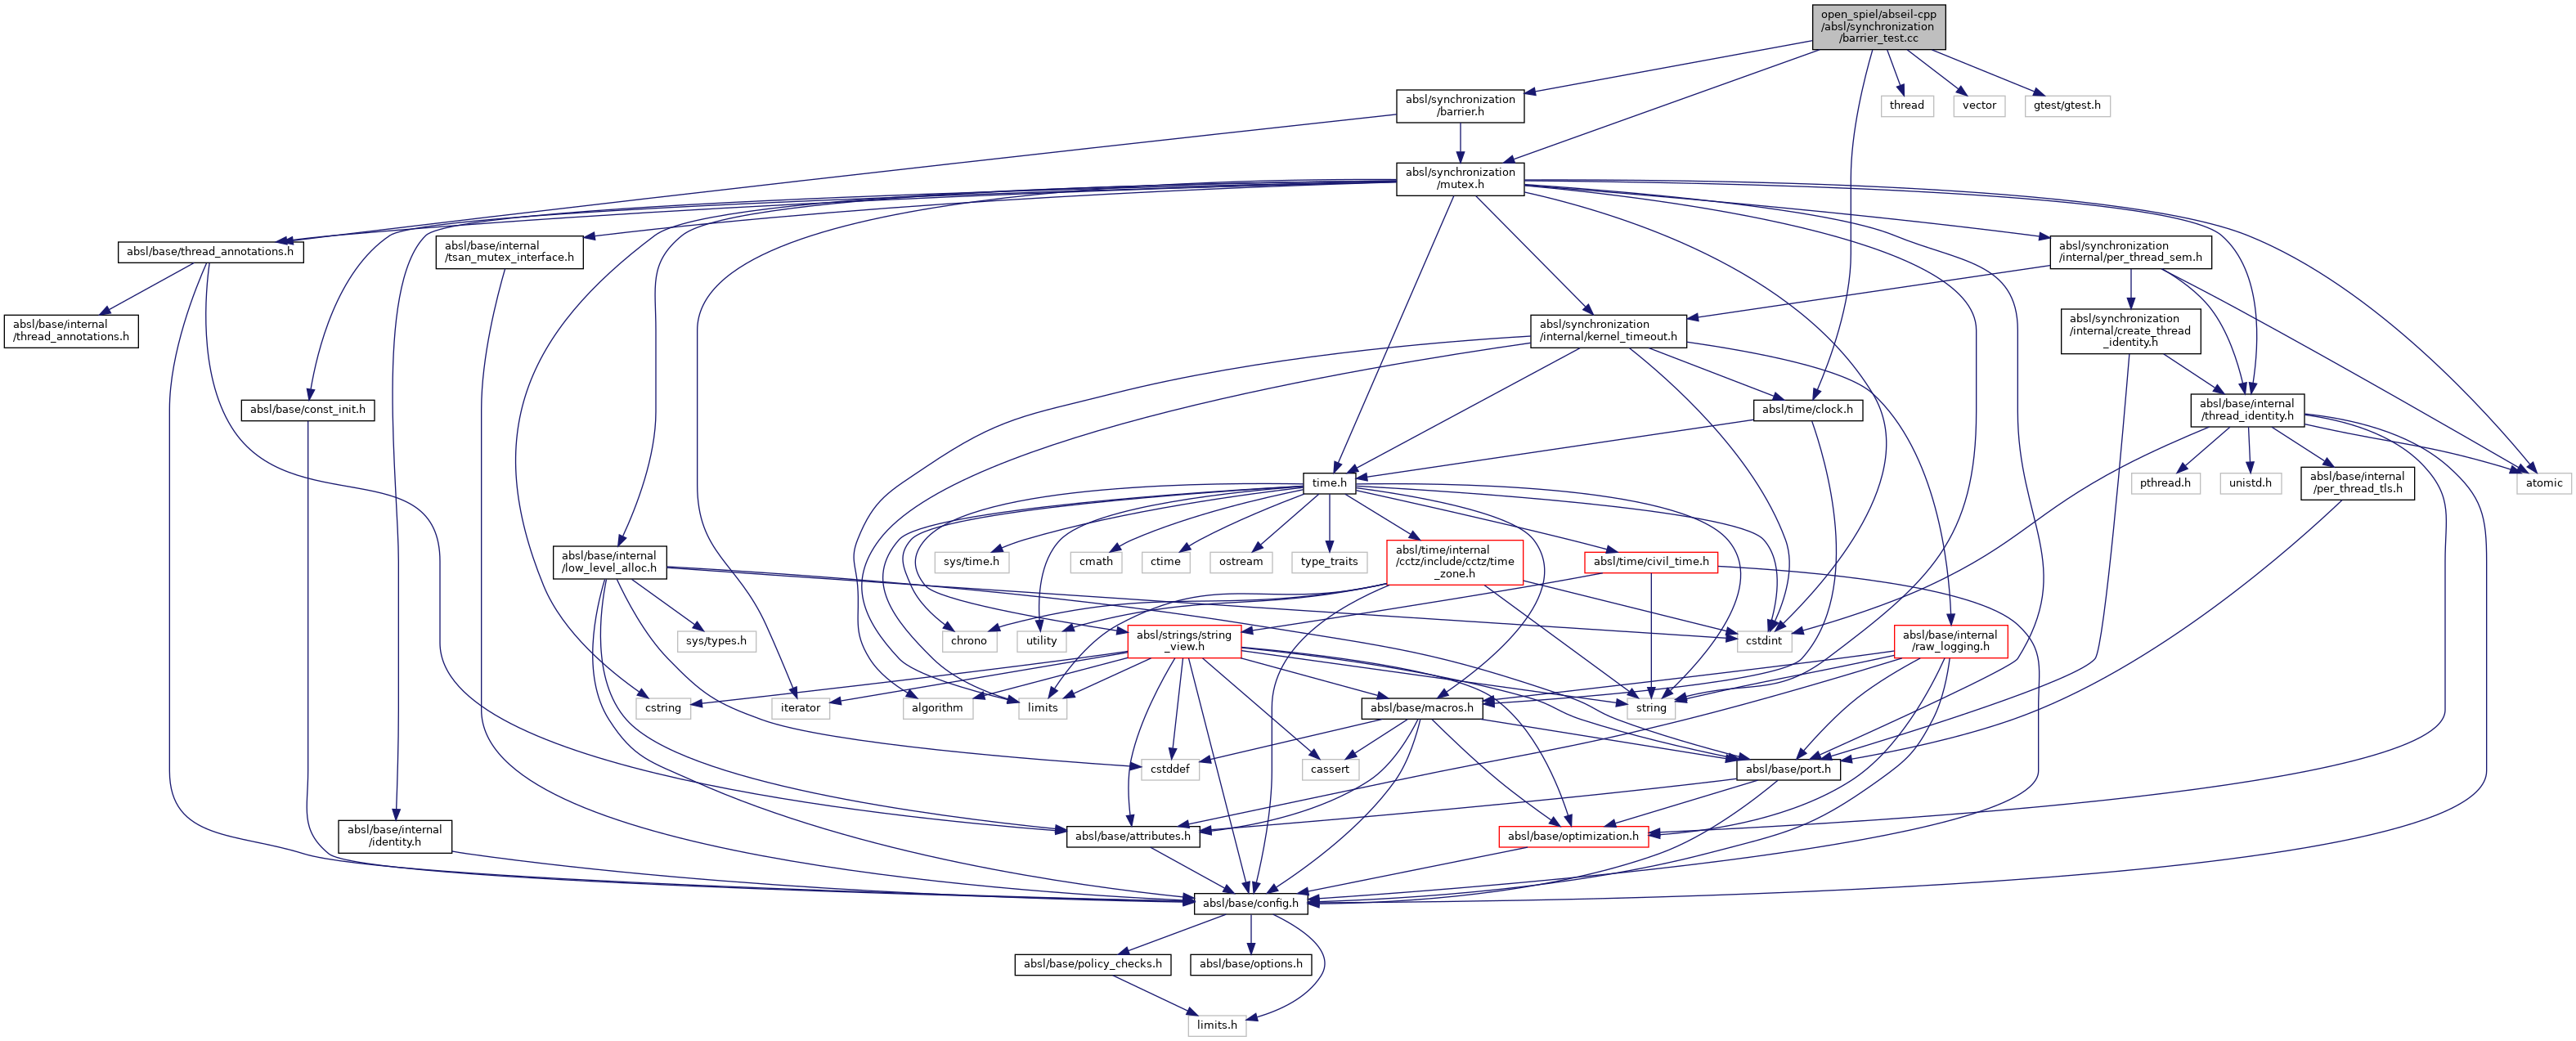 open_spiel/abseil-cpp
/absl/synchronization
/barrier_test.cc
absl/synchronization
/barrier.h
thread
vector
gtest/gtest.h
absl/synchronization
/mutex.h
absl/base/thread_annotations.h
absl/base/internal
/tsan_mutex_interface.h
absl/synchronization
/internal/per_thread_sem.h
absl/base/internal
/thread_annotations.h
absl/synchronization
/internal/kernel_timeout.h
absl/synchronization
/internal/create_thread
_identity.h
absl/base/const_init.h
absl/time/clock.h
absl/base/internal
/thread_identity.h
time.h
pthread.h
unistd.h
absl/base/internal
/per_thread_tls.h
atomic
absl/base/internal
/low_level_alloc.h
sys/time.h
cmath
ctime
ostream
type_traits
absl/time/internal
/cctz/include/cctz/time
_zone.h
absl/time/civil_time.h
sys/types.h
chrono
utility
absl/strings/string
_view.h
cstdint
absl/base/internal
/raw_logging.h
cstring
iterator
algorithm
limits
absl/base/macros.h
string
cstddef
cassert
absl/base/port.h
absl/base/internal
/identity.h
absl/base/attributes.h
absl/base/optimization.h
absl/base/config.h
absl/base/policy_checks.h
absl/base/options.h
limits.h